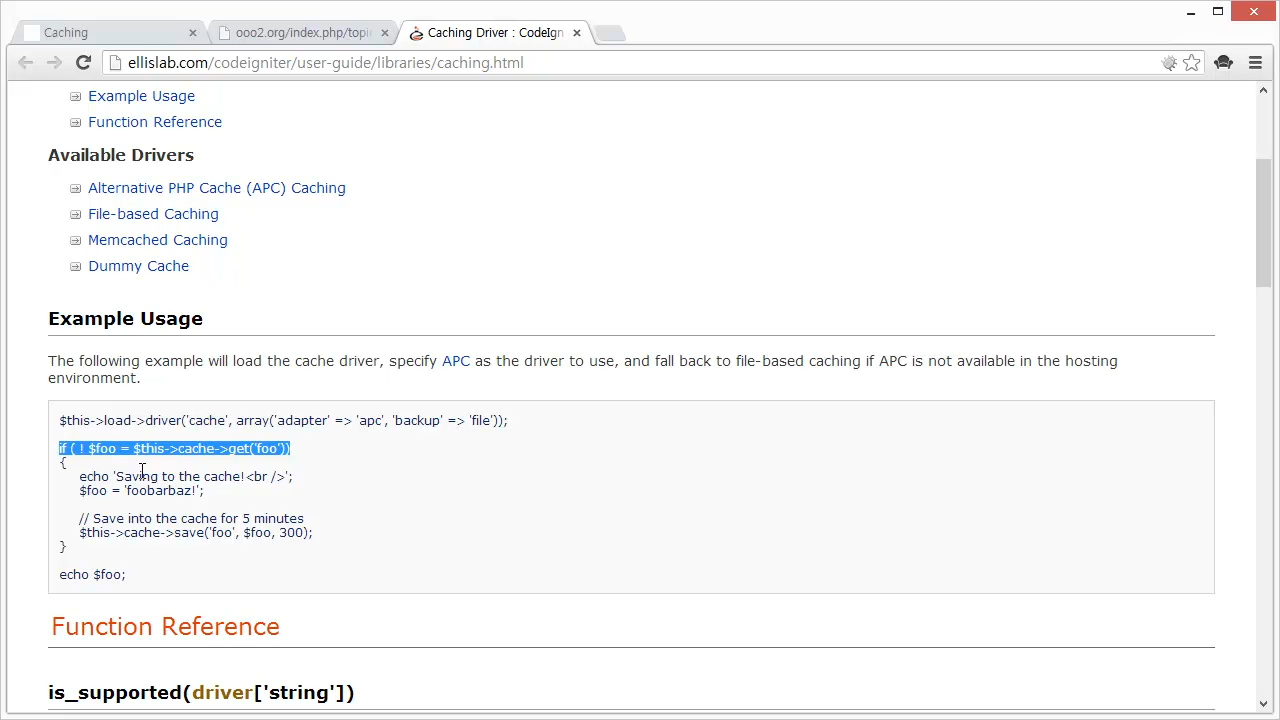 Caching
ooo2.org/index.php/topi
Caching Driver : CodeIgn
ellislab.com/codeigniter/user-guide/libraries/caching.html
Example Usage
Function Reference
Available Drivers
Alternative PHP Cache (APC) Caching
File-based Caching
Memcached Caching
Dummy Cache
Example Usage
The following example will load the cache driver, specify APC as the driver to use, and fall back to file-based caching if APC is not available in the hosting
environment.
$this->load->driver('cache', array('adapter' => 'apc', 'backup' => 'file'));
if ( ! $foo = $this->cache->get('foo'))
{
echo 'Saving to the cache!<br />';
$foo = 'foobarbaz!';
// Save into the cache for 5 minutes
$this->cache->save('foo', $foo, 300);
}
echo $foo;
Function Reference
is_supported(driver['string'])